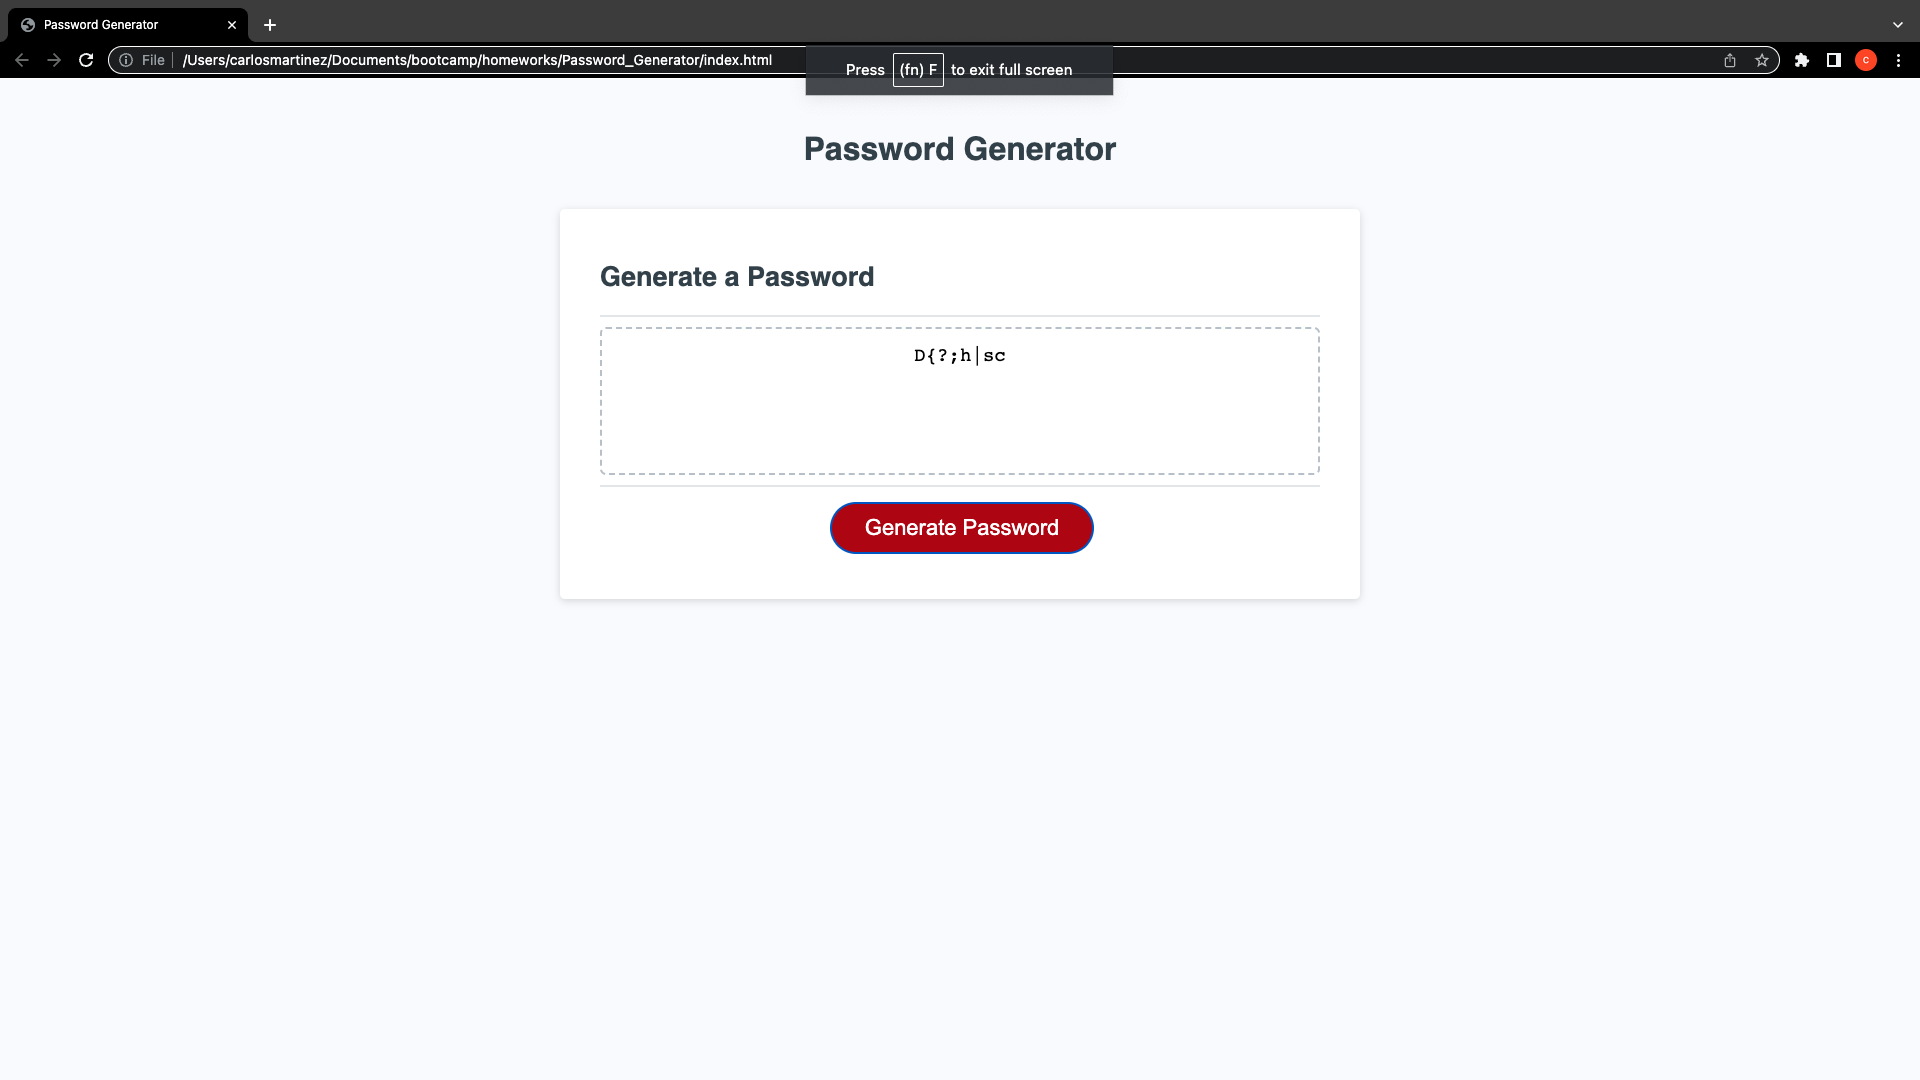 Password Generator
File /Users/carlosmartinez/Documents/bootcamp/homeworks/Password_Generator/index.html
C
Press (fn) F to exit full screen
Password Generator
Generate a Password
D{?;h|sc
Generate Password